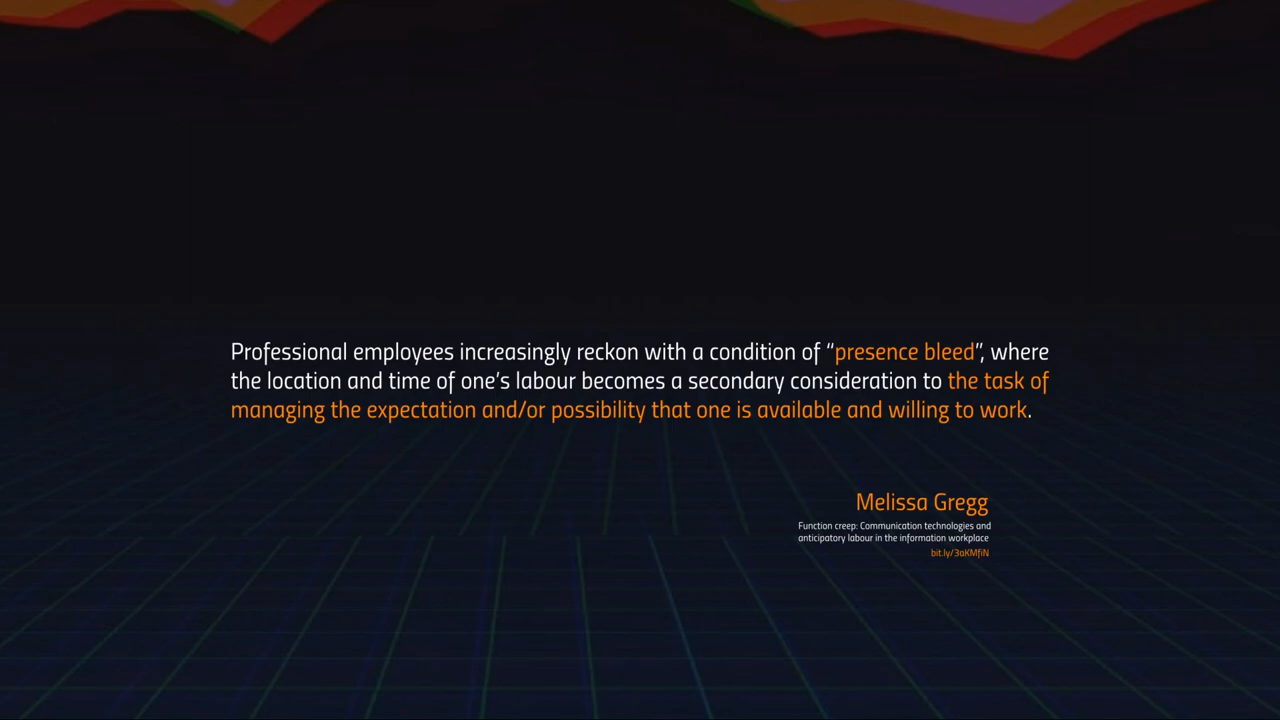 Professional employees increasingly reckon with a condition of “presence bleed”, where
the location and time of one’s labour becomes a secondary consideration to the task of
managing the expectation and/or possibility that one is available and willing to work.
Melissa Gregg
Function creep: Communication technologies and
anticipatory labour in the information workplace
bit.ly/3aKMfiN